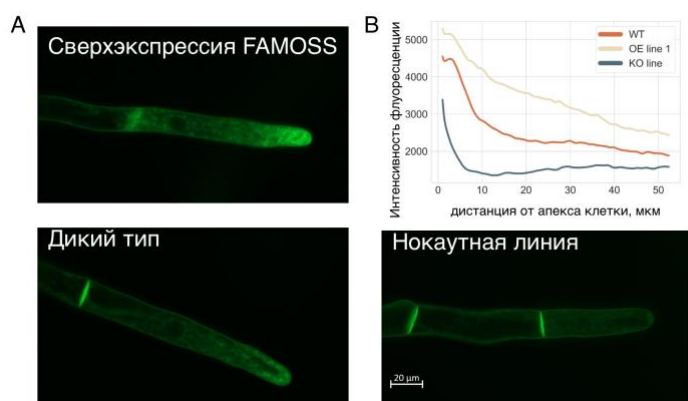 A
Сверхэкспрессия FAMOSS
B
Интенсивность флуоресценции
5000
4000
3000
2000
WT
OE line 1
KO line
0
10
20
30
40
50
дистанция от апекса клетки, мкм
Дикий тип
Нокаутная линия
20 µm